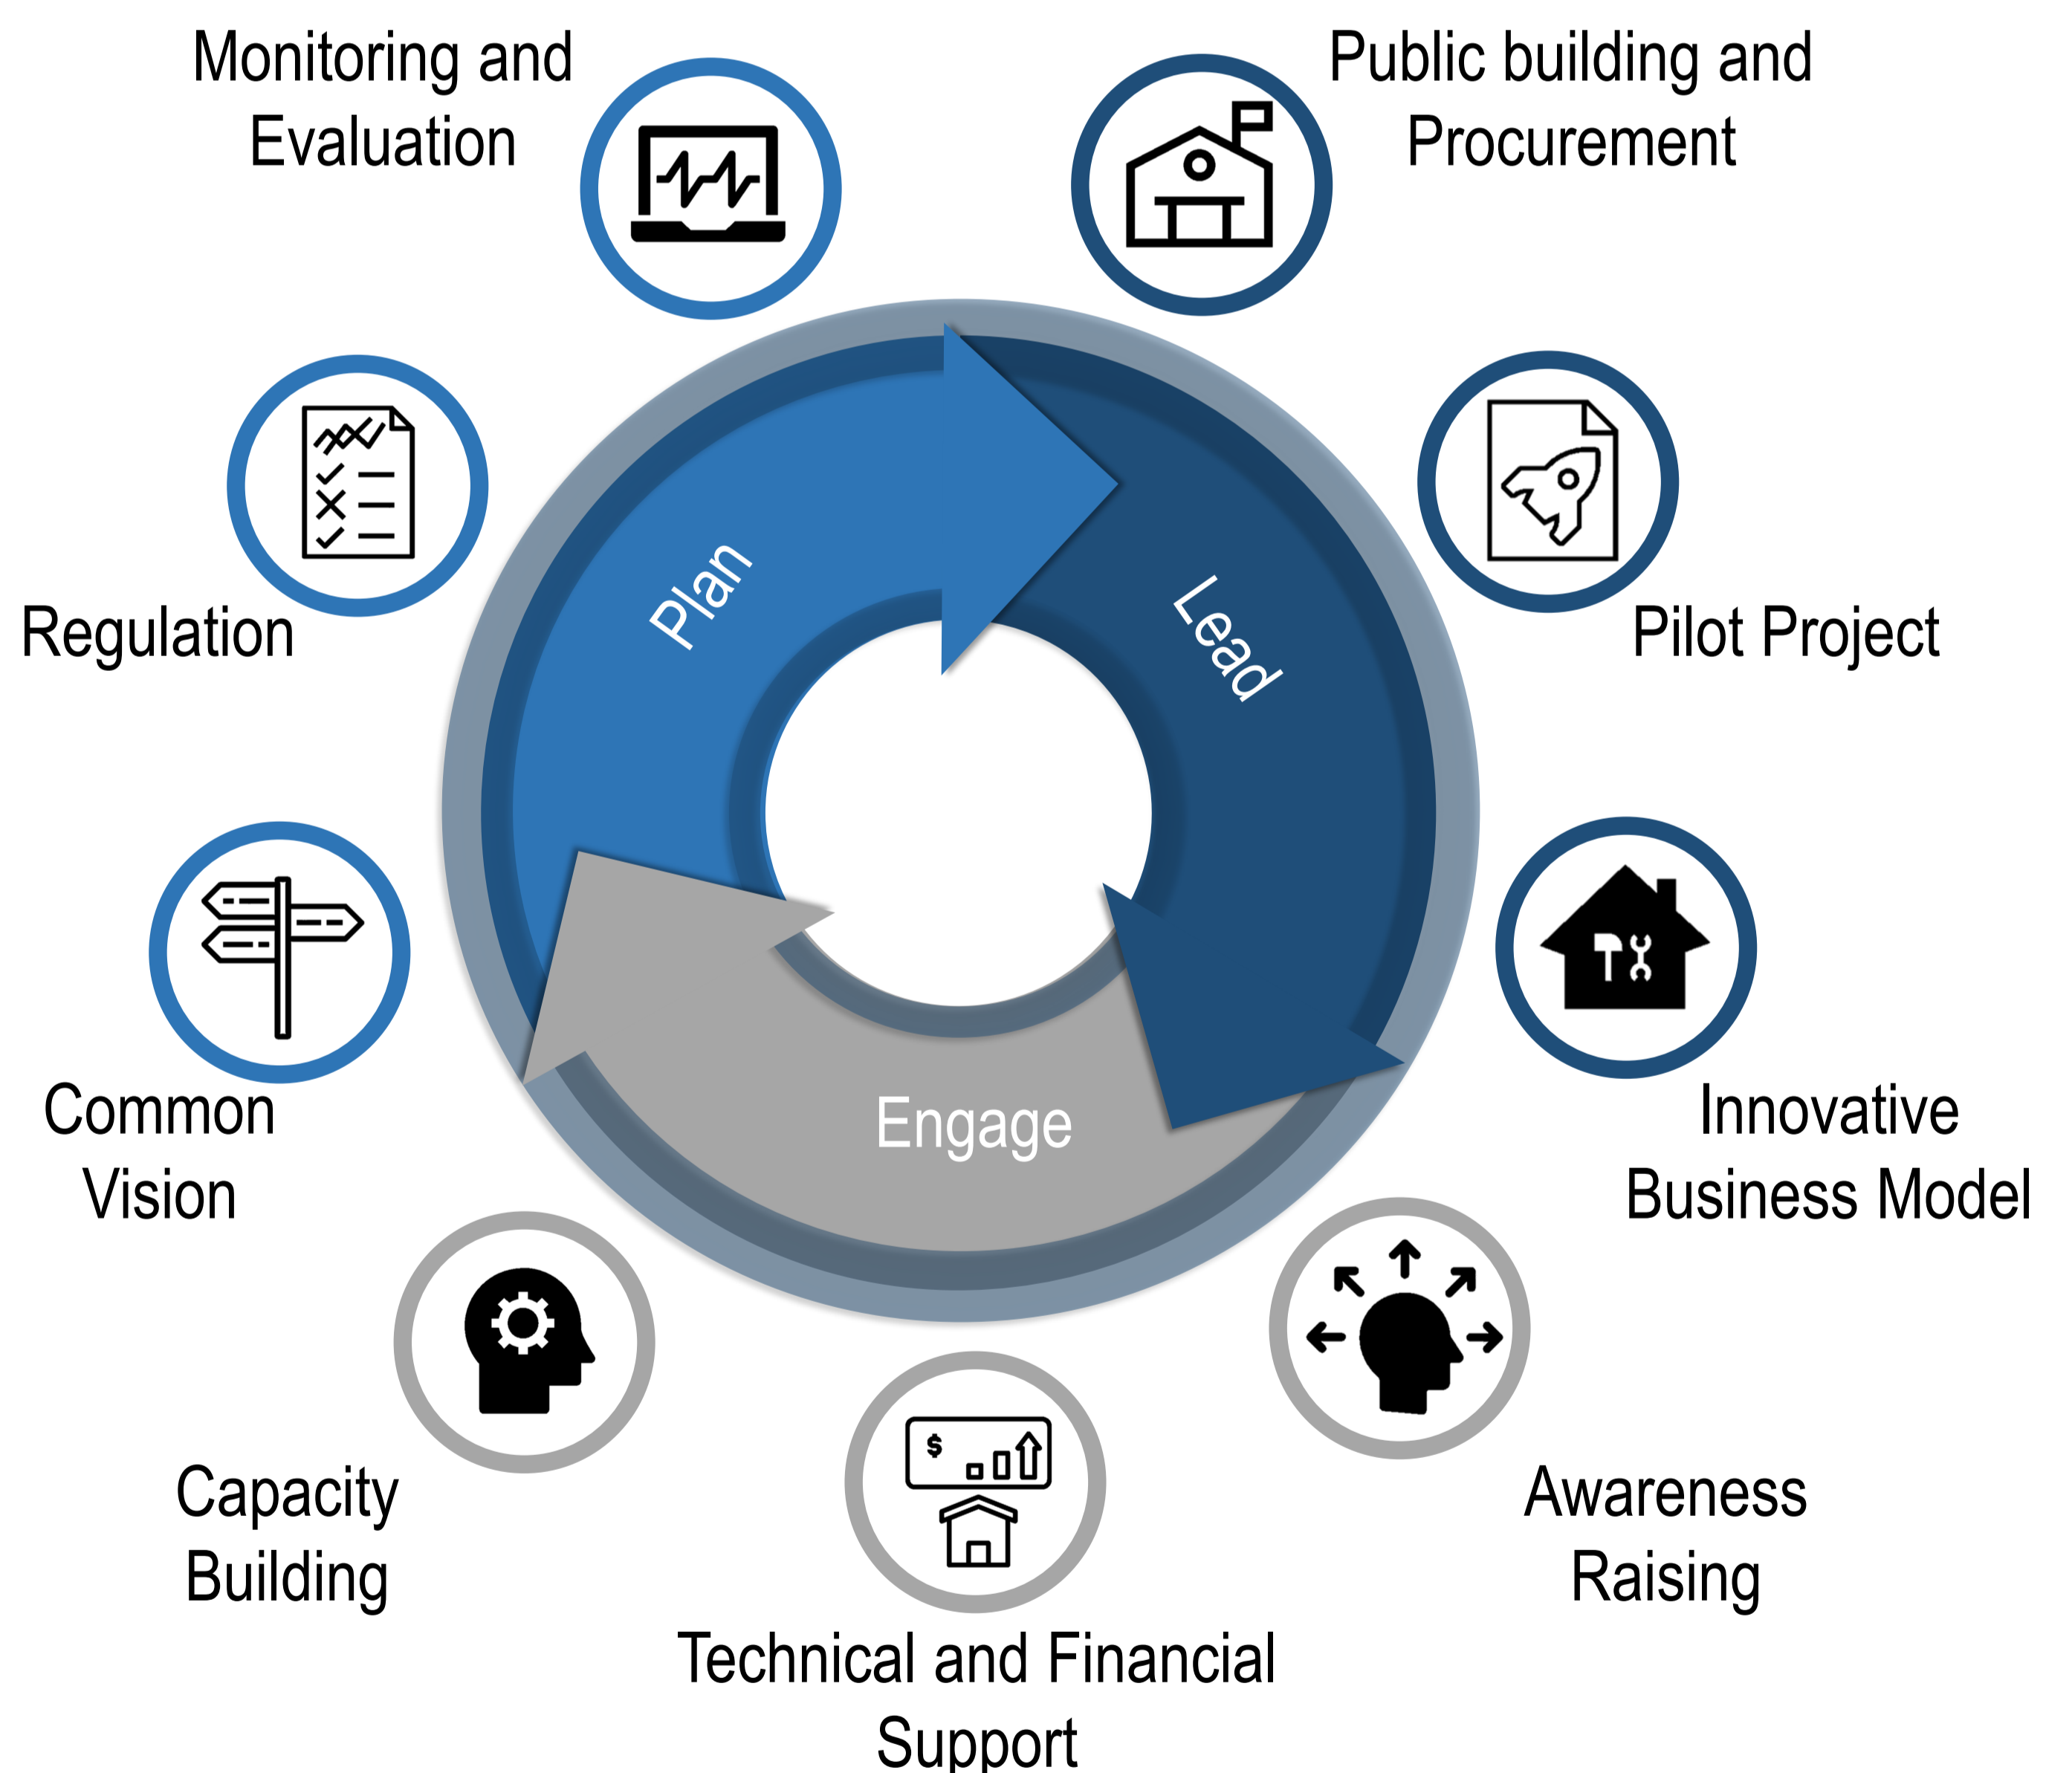 Monitoring and
Evaluation
Public building and
Procurement
Regulation
Pilot Project
Plan
Lead
Engage
Common
Vision
Innovative
Business Model
Capacity
Building
Awareness
Raising
Technical and Financial
Support
$